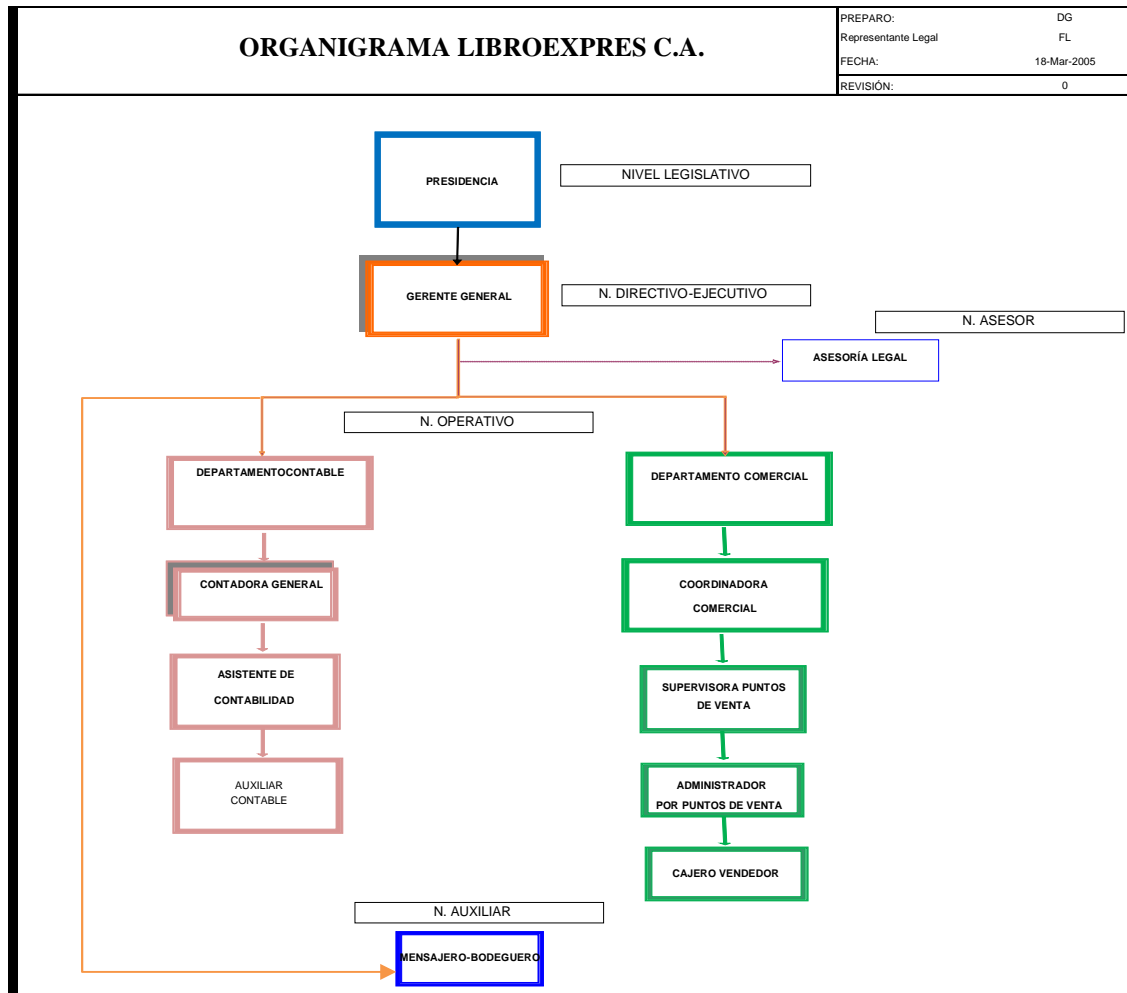 ORGANIGRAMA LIBROEXPRES C.A.
PREPARO: DG
Representante Legal FL
FECHA: 18-Mar-2005
REVISIÓN: 0
PRESIDENCIA
NIVEL LEGISLATIVO
GERENTE GENERAL
N. DIRECTIVO-EJECUTIVO
N. ASESOR
ASESORÍA LEGAL
N. OPERATIVO
DEPARTAMENTOCONTABLE
DEPARTAMENTO COMERCIAL
CONTADORA GENERAL
COORDINADORA
COMERCIAL
ASISTENTE DE
CONTABILIDAD
SUPERVISORA PUNTOS
DE VENTA
AUXILIAR
CONTABLE
ADMINISTRADOR
POR PUNTOS DE VENTA
CAJERO VENDEDOR
N. AUXILIAR
MENSAJERO-BODEGUERO